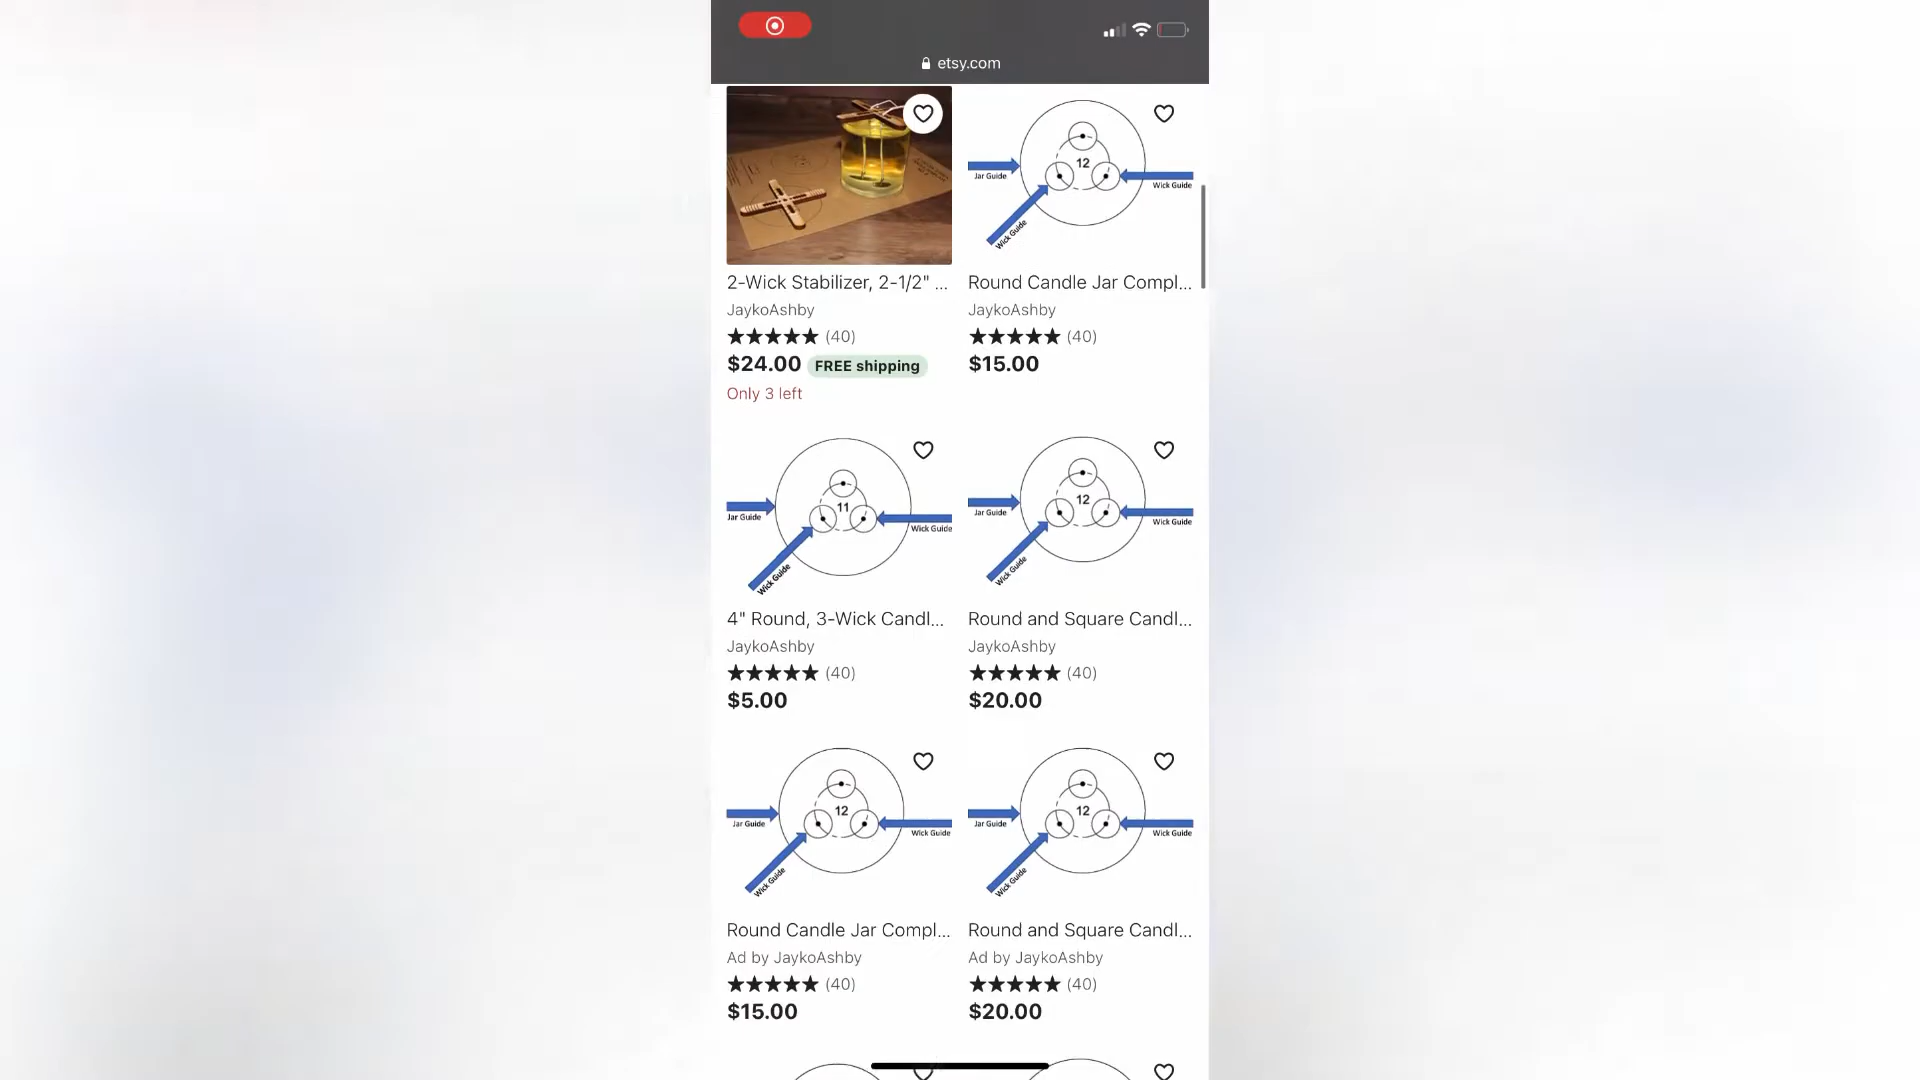 etsy.com
12
Jar Guide
Wick Guide
Wick Guide
2-Wick Stabilizer, 2-1/2" ...
JaykoAshby
(40)
$24.00 FREE shipping
Only 3 left
Round Candle Jar Compl...
JaykoAshby
(40)
$15.00
11
Jar Guide
Wick Guide
Wick Guide
12
Jar Guide
Wick Guide
Wick Guide
4" Round, 3-Wick Candl...
JaykoAshby
(40)
$5.00
Round and Square Candl...
JaykoAshby
(40)
$20.00
12
Jar Guide
Wick Guide
Wick Guide
12
Jar Guide
Wick Guide
Wick Guide
Round Candle Jar Compl...
Ad by JaykoAshby
(40)
$15.00
Round and Square Candl...
Ad by JaykoAshby
(40)
$20.00